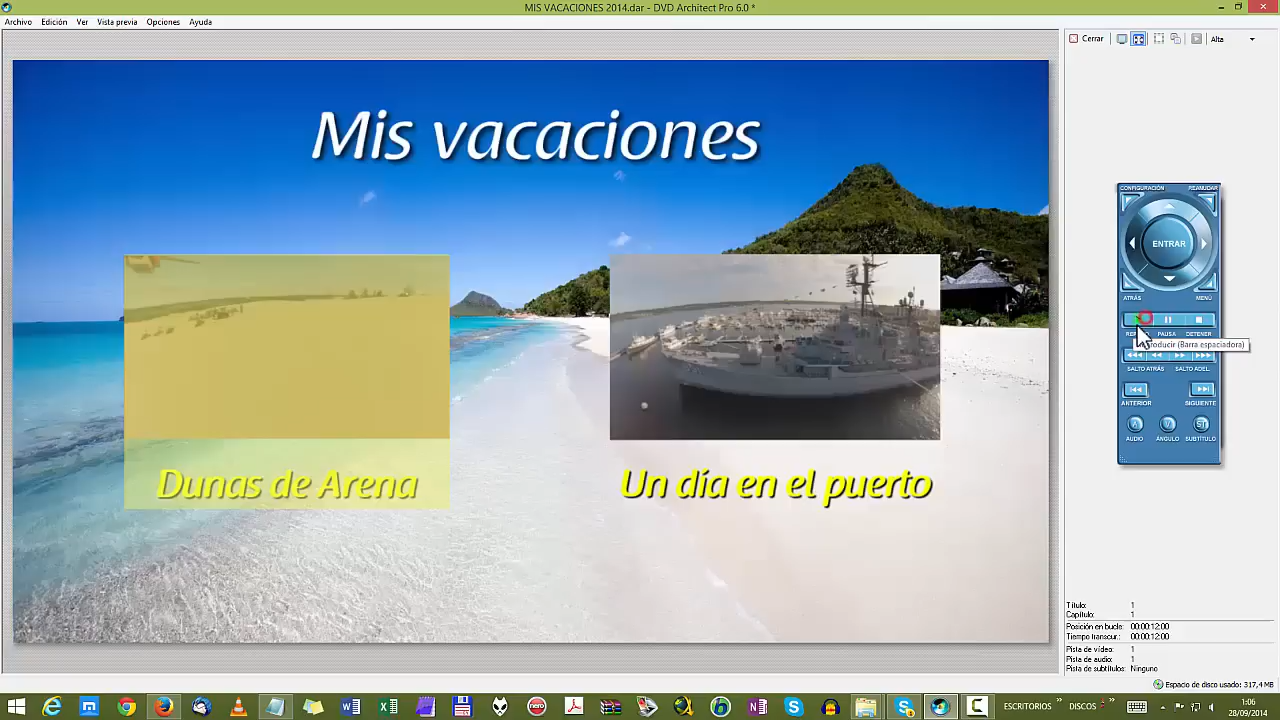 MIS VACACIONES 2014.dar - DVD Architect Pro 6.0 *
Archivo Edición Ver Vista previa Opciones Ayuda
Cerrar Alta
Mis vacaciones
Dunas de Arena
Un día en el puerto
CONFIGURACIÓN REANUDAR
ENTRAR
ATRÁS MENÚ
PAUSA DETENER
(Barra espaciadora)
SALTO ATRÁS SALTO ADEL.
ANTERIOR SIGUIENTE
A V ST
AUDIO ÁNGULO SUBTÍTULO
Título: 1
Capítulo: 1
Posición en bucle: 00:00:12:00
Tiempo transcur.: 00:00:12:00
Pista de vídeo: 1
Pista de audio: 1
Pista de subtítulos: Ninguno
Espacio de disco usado: 317,4 MB
nero
ESCRITORIOS DISCOS
1:06
28/09/2014